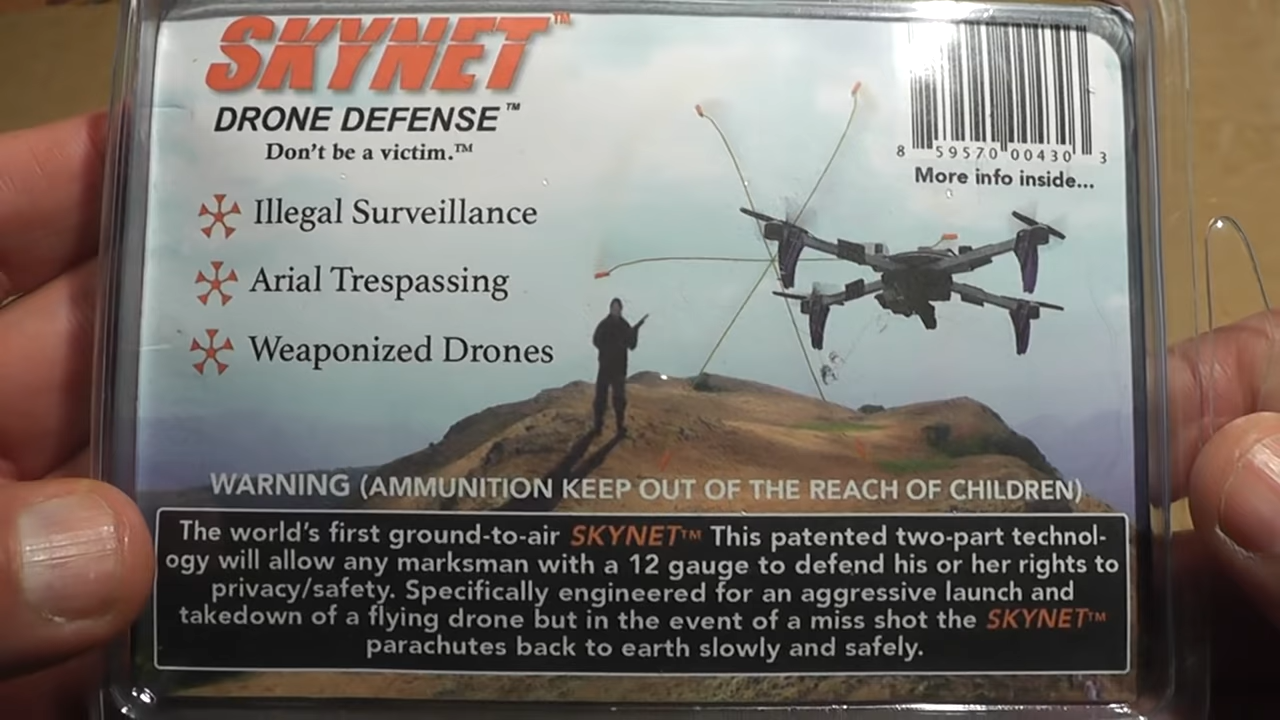 SKYNET™
DRONE DEFENSE™
Don't be a victim.™
Illegal Surveillance
Arial Trespassing
Weaponized Drones
8 59570 00430 3
More info inside...
WARNING (AMMUNITION KEEP OUT OF THE REACH OF CHILDREN)
The world's first ground-to-air SKYNET™ This patented two-part technol-
ogy will allow any marksman with a 12 gauge to defend his or her rights to
privacy/safety. Specifically engineered for an aggressive launch and
takedown of a flying drone but in the event of a miss shot the SKYNET™
parachutes back to earth slowly and safely.